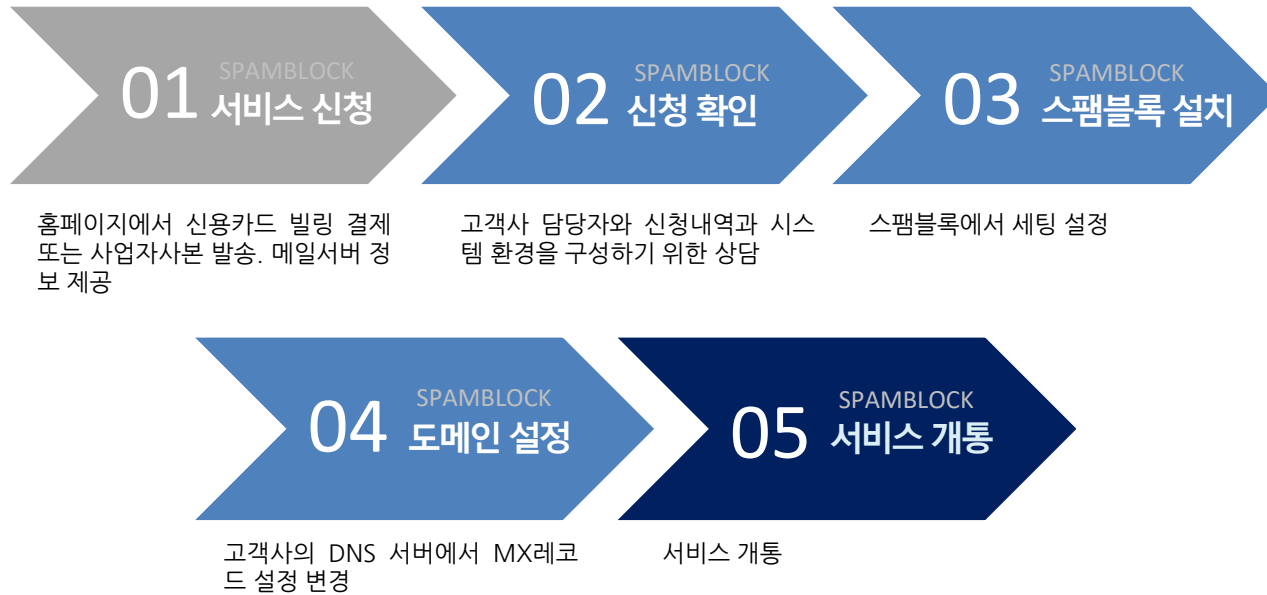 SPAMBLOCK
01 서비스 신청
SPAMBLOCK
02 신청 확인
SPAMBLOCK
03 스팸블록 설치
홈페이지에서 신용카드 빌링 결제
또는 사업자사본 발송. 메일서버 정
보 제공
고객사 담당자와 신청내역과 시스
템 환경을 구성하기 위한 상담
스팸블록에서 세팅 설정
SPAMBLOCK
04 도메인 설정
SPAMBLOCK
05 서비스 개통
고객사의 DNS 서버에서 MX레코
드 설정 변경
서비스 개통